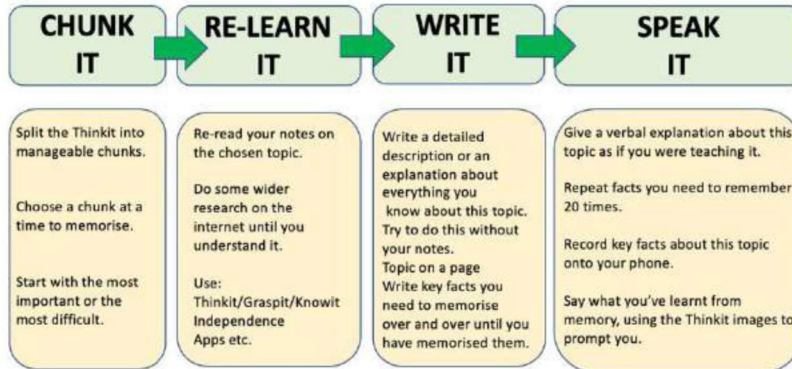 CHUNK
IT
RE-LEARN
IT
WRITE
IT
SPEAK
IT
Split the Thinkit into
manageable chunks.
Choose a chunk at a
time to memorise.
Start with the most
important or the
most difficult.
Re-read your notes on
the chosen topic.
Do some wider
research on the
internet until you
understand it.
Use:
Thinkit/Graspit/Knowit
Independence
Apps etc.
Write a detailed
description or an
explanation about
everything you
know about this topic.
Try to do this without
your notes.
Topic on a page
Write key facts you
need to memorise
over and over until you
have memorised them.
Give a verbal explanation about this
topic as if you were teaching it.
Repeat facts you need to remember
20 times.
Record key facts about this topic
onto your phone.
Say what you've learnt from
memory, using the Thinkit images to
prompt you.